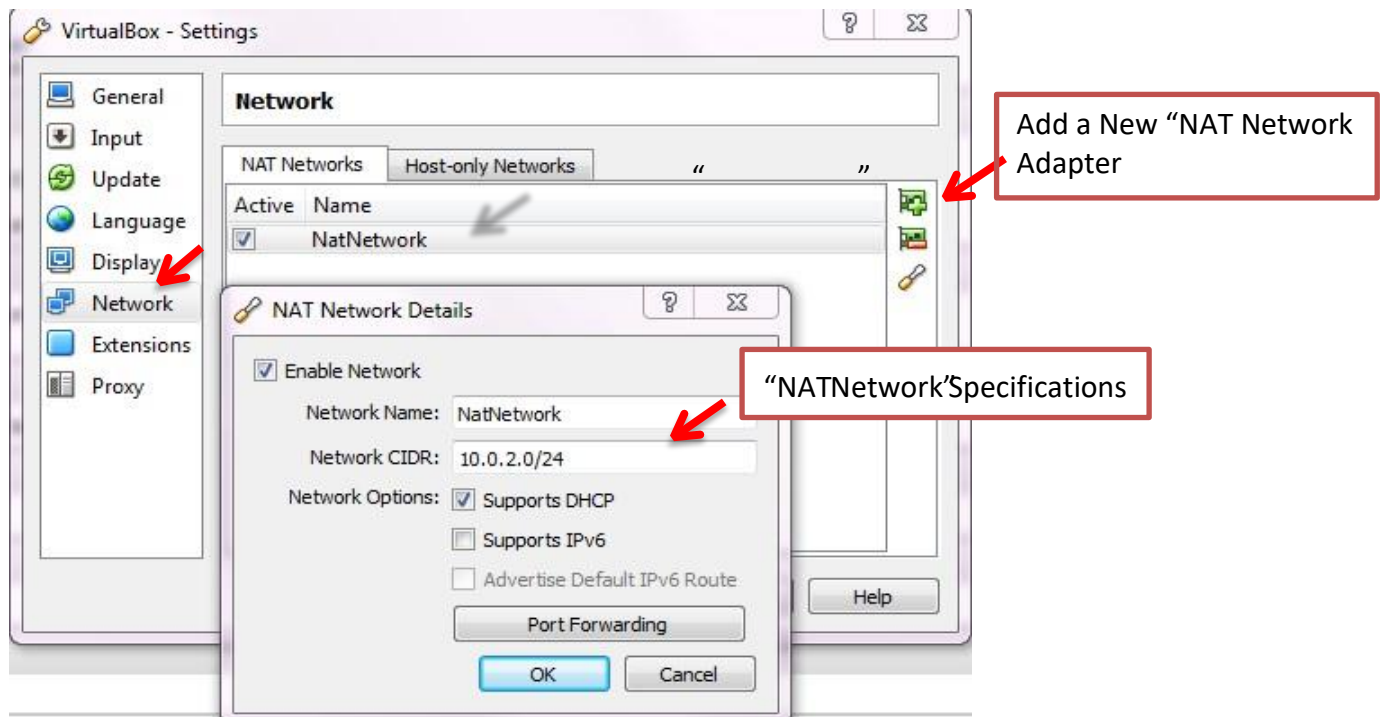 VirtualBox - Settings
General
Input
Update
Language
Display
Network
Extensions
Proxy
Network
NAT Networks
Host-only Networks
“ ”
Active Name
NatNetwork
Add a New “NAT Network
Adapter
NAT Network Details
Enable Network
Network Name: NatNetwork
Network CIDR: 10.0.2.0/24
Network Options: Supports DHCP
Supports IPv6
Advertise Default IPv6 Route
Port Forwarding
OK
Cancel
“NATNetwork”Specifications
Help